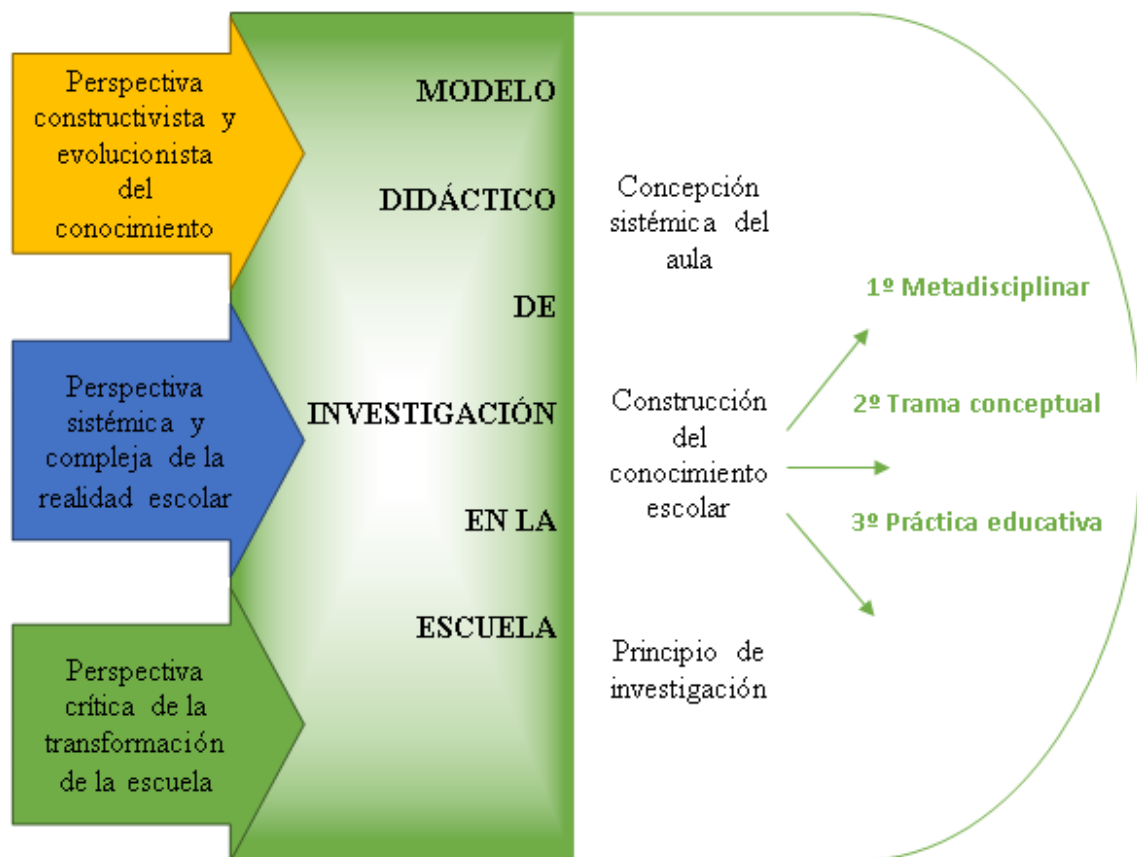 Perspectiva
constructivista y
evolucionista
del
conocimiento
Perspectiva
sistémica y
compleja de la
realidad escolar
Perspectiva
crítica de la
transformación
de la escuela
MODELO
DIDÁCTICO
DE
INVESTIGACIÓN
EN LA
ESCUELA
Concepción
sistémica del
aula
Construcción
del
conocimiento
escolar
Principio de
investigación
1º Metadisciplinar
2º Trama conceptual
3º Práctica educativa